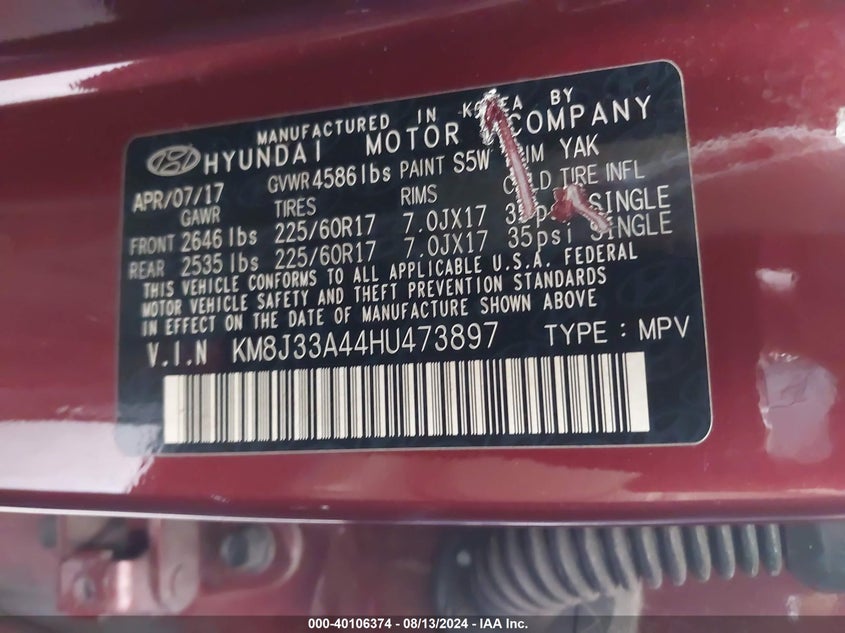 MANUFACTURED IN KOREA BY
HYUNDAI MOTOR COMPANY
APR/07/17 GVWR 4586 lbs PAINT S5W TRIM YAK
GAWR TIRES RIMS COLD TIRE INFL
FRONT 2646 lbs 225/60R17 7.0JX17 35psi SINGLE
REAR 2535 lbs 225/60R17 7.0JX17 35psi SINGLE
THIS VEHICLE CONFORMS TO ALL APPLICABLE U.S.A. FEDERAL
MOTOR VEHICLE SAFETY AND THEFT PREVENTION STANDARDS
IN EFFECT ON THE DATE OF MANUFACTURE SHOWN ABOVE
V.I.N KM8J33A44HU473897 TYPE : MPV
000-40106374 - 08/13/2024 - IAA Inc.